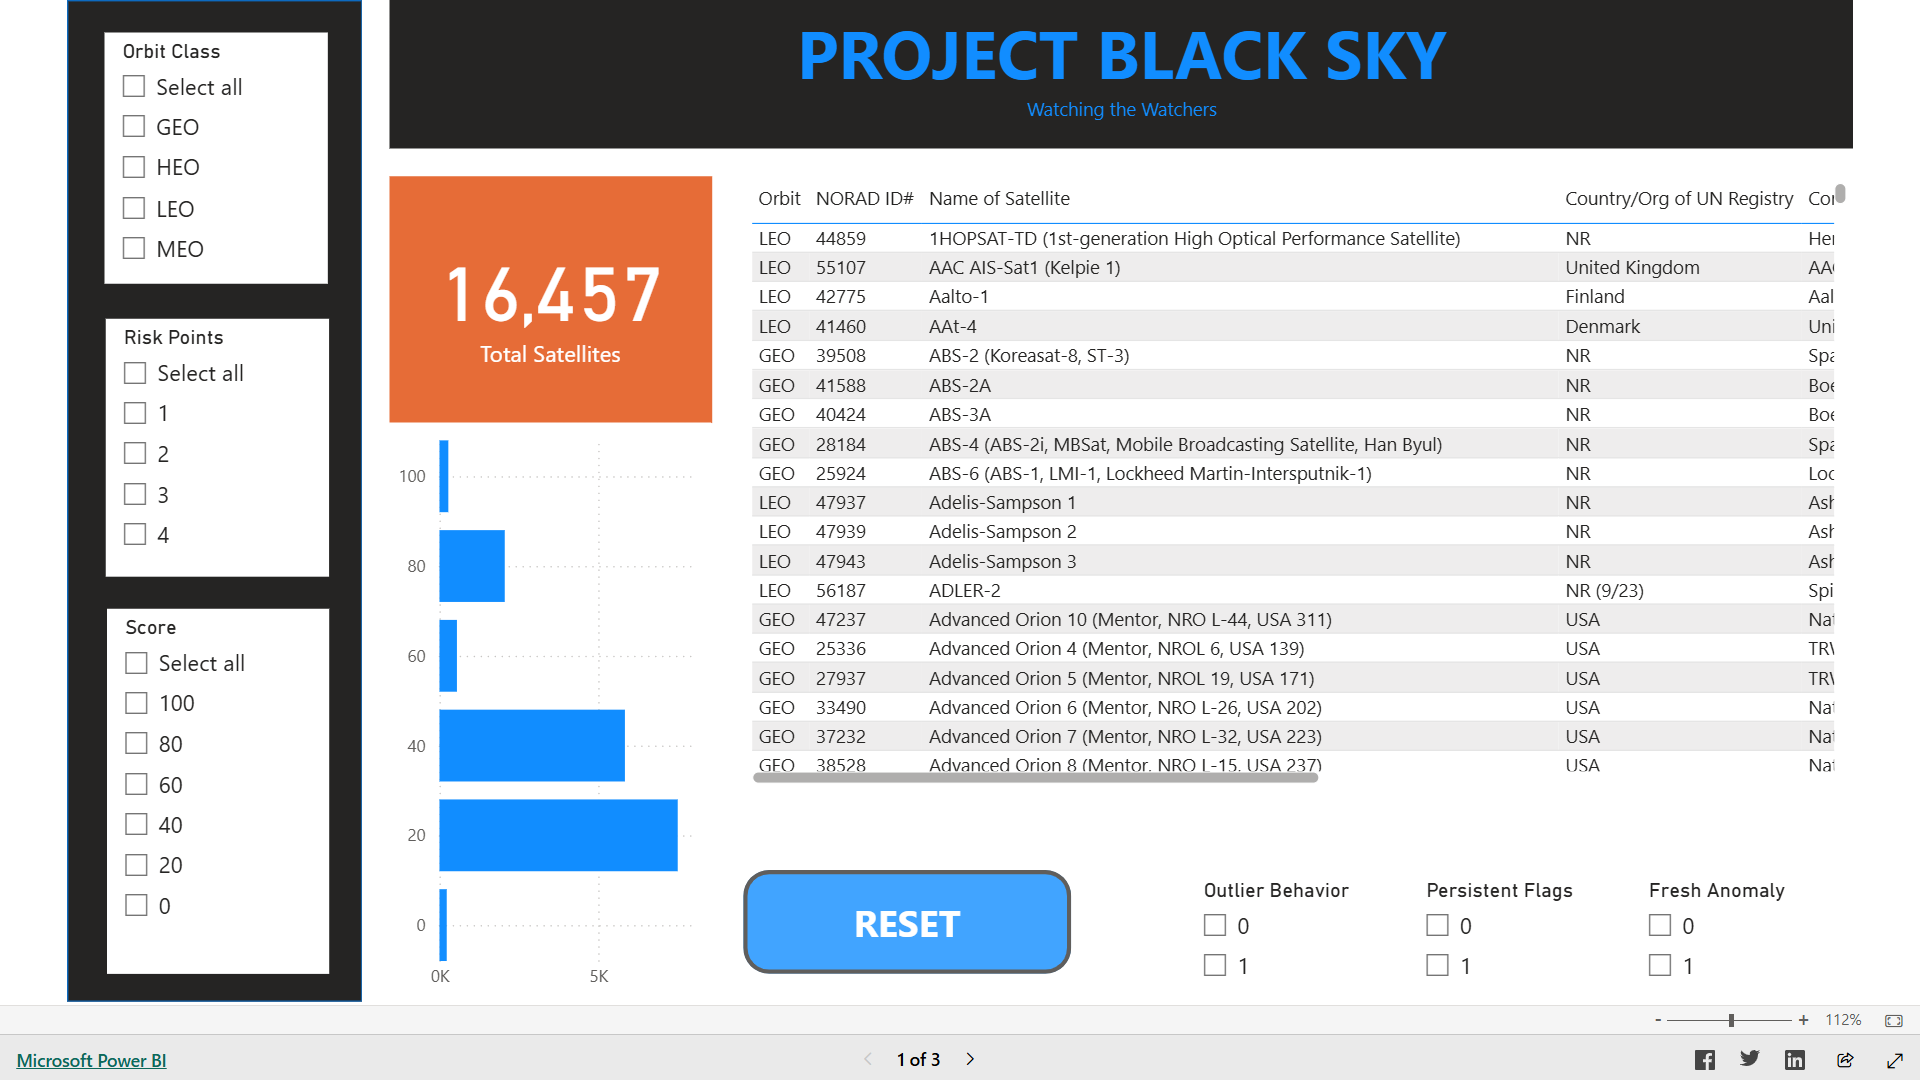 PROJECT BLACK SKY
Watching the Watchers
Orbit Class
Select all
GEO
HEO
LEO
MEO
Risk Points
Select all
1
2
3
4
Score
Select all
100
80
60
40
20
0
16,457
Total Satellites
100
80
60
40
20
0
0K 5K
Orbit NORAD ID# Name of Satellite Country/Org of UN Registry
LEO 44859 1HOPSAT-TD (1st-generation High Optical Performance Satellite) NR
LEO 55107 AAC AIS-Sat1 (Kelpie 1) United Kingdom
LEO 42775 Aalto-1 Finland Aal
LEO 41460 AAt-4 Denmark Uni
GEO 39508 ABS-2 (Koreasat-8, ST-3) NR Spa
GEO 41588 ABS-2A NR Boe
GEO 40424 ABS-3A NR Boe
GEO 28184 ABS-4 (ABS-2i, MBSat, Mobile Broadcasting Satellite, Han Byul) NR Spa
GEO 25924 ABS-6 (ABS-1, LMI-1, Lockheed Martin-Intersputnik-1) NR Loc
LEO 47937 Adelis-Sampson 1 NR Ash
LEO 47939 Adelis-Sampson 2 NR Ash
LEO 47943 Adelis-Sampson 3 NR Ash
LEO 56187 ADLER-2 NR (9/23) Spi
GEO 47237 Advanced Orion 10 (Mentor, NRO L-44, USA 311) USA Nat
GEO 25336 Advanced Orion 4 (Mentor, NROL 6, USA 139) USA TRW
GEO 27937 Advanced Orion 5 (Mentor, NROL 19, USA 171) USA TRW
GEO 33490 Advanced Orion 6 (Mentor, NRO L-26, USA 202) USA Nat
GEO 37232 Advanced Orion 7 (Mentor, NRO L-32, USA 223) USA Nat
GEO 38528 Advanced Orion 8 (Mentor, NRO L-15, USA 237) USA Nat
RESET
Outlier Behavior
0
1
Persistent Flags
0
1
Fresh Anomaly
0
1
- + 112%
Microsoft Power BI
1 of 3